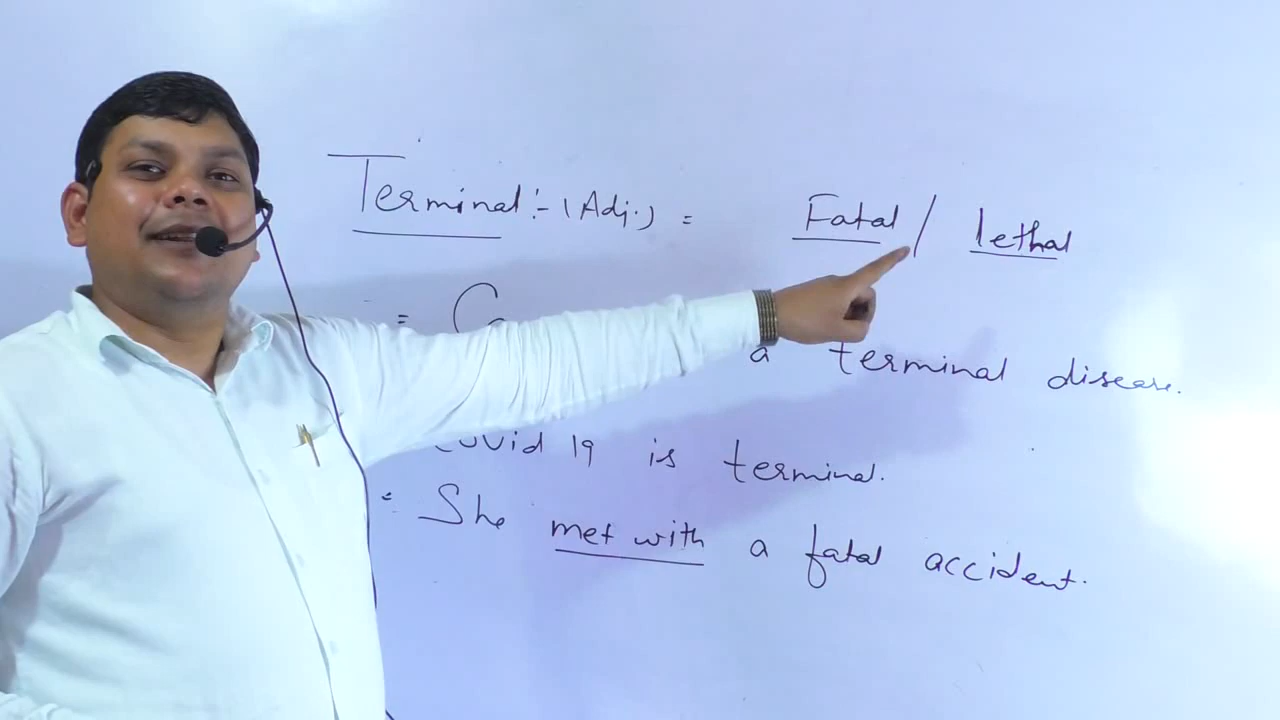 Terminal :- (Adj.) = Fatal / lethal
= a terminal disease.
Covid 19 is terminal.
= She met with a fatal accident.